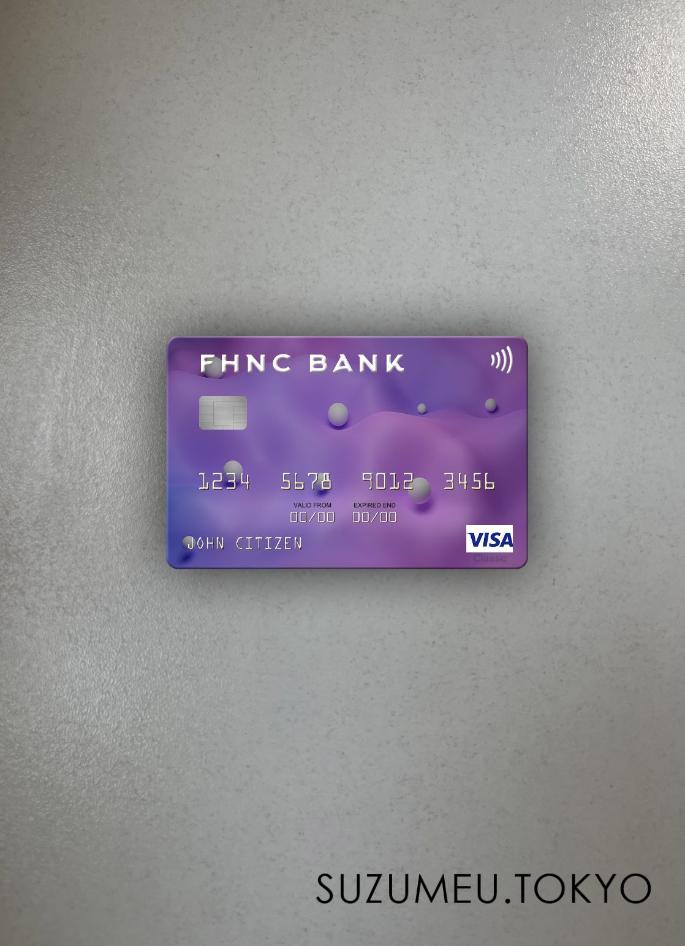 FHNC BANK
1234 5678 9012 3456
VALID FROM EXPIRED END
00/00 00/00
JOHN CITIZEN
VISA
Classic
SUZUMEU.TOKYO